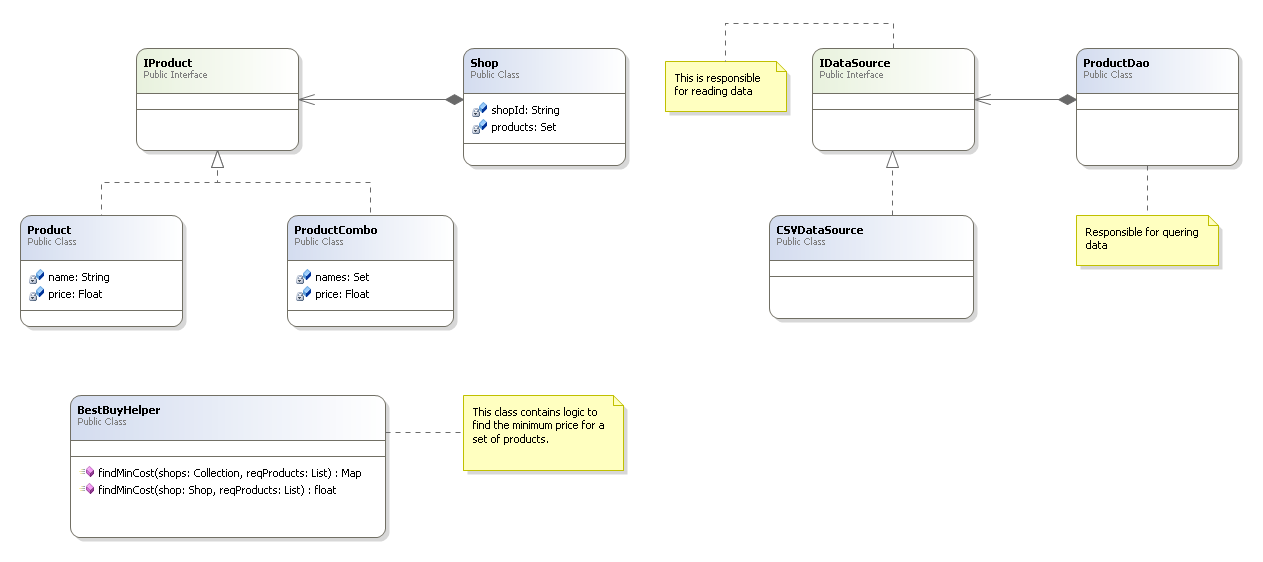 IProduct
Public Interface
Shop
Public Class
shopId: String
products: Set
This is responsible
for reading data
IDataSource
Public Interface
ProductDao
Public Class
Product
Public Class
name: String
price: Float
ProductCombo
Public Class
names: Set
price: Float
CSVDataSource
Public Class
Responsible for quering
data
BestBuyHelper
Public Class
findMinCost(shops: Collection, reqProducts: List) : Map
findMinCost(shop: Shop, reqProducts: List) : float
This class contains logic to
find the minimum price for a
set of products.